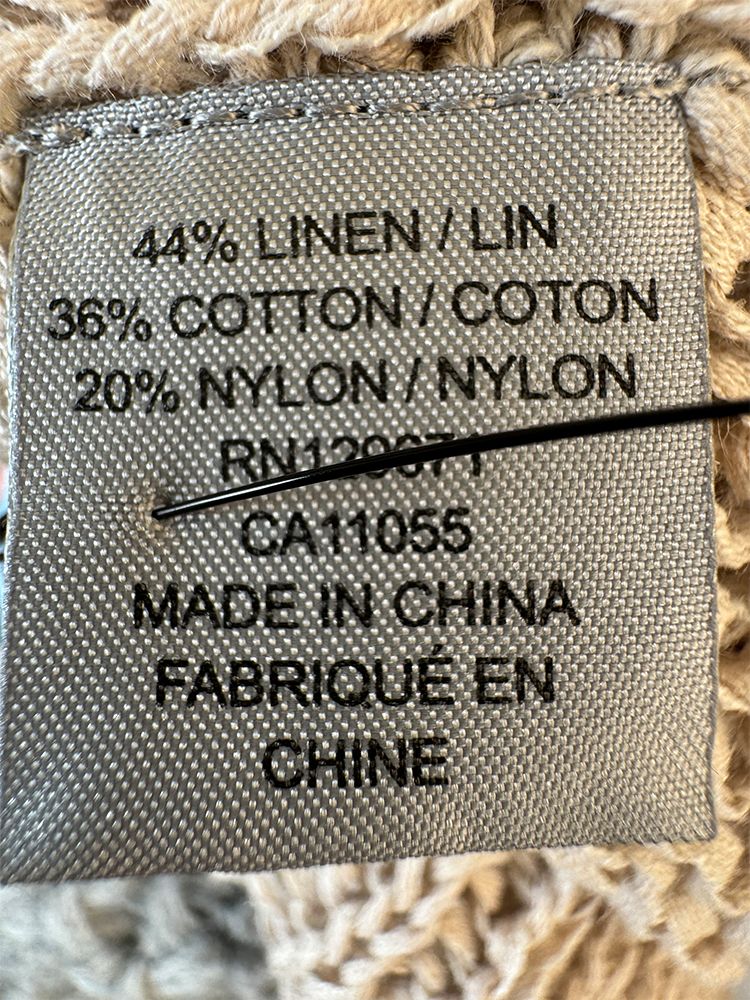 44% LINEN / LIN
36% COTTON / COTON
20% NYLON / NYLON
CA11055
MADE IN CHINA
FABRIQUÉ EN
CHINE